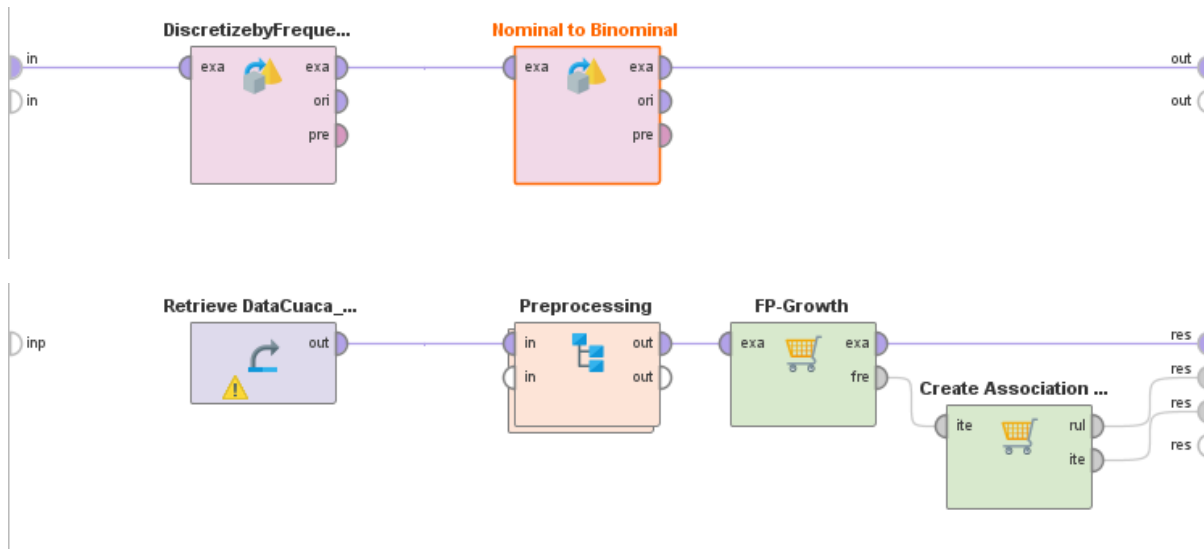 DiscretizebyFreque...
Nominal to Binominal
in
exa
exa
exa
exa
out
in
ori
ori
out
pre
pre
Retrieve DataCuaca_...
Preprocessing
FP-Growth
inp
out
in
out
exa
exa
res
in
out
fre
res
Create Association ...
res
ite
rul
res
ite